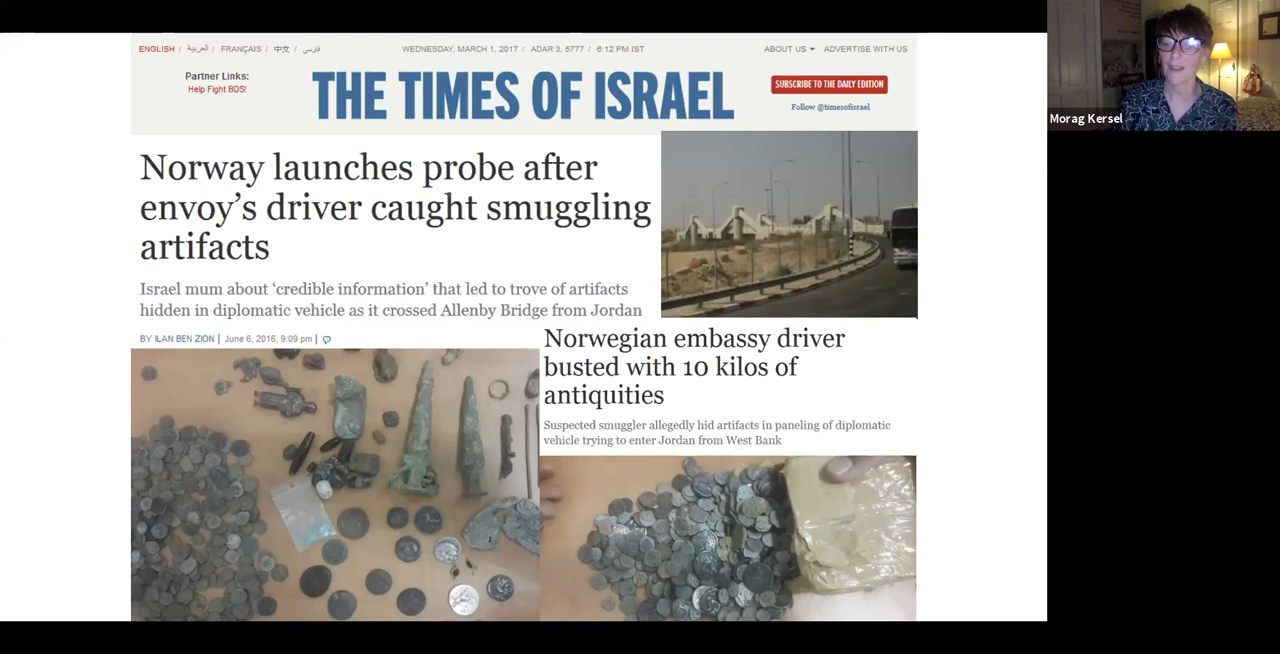 ENGLISH / العربية / FRANÇAIS / 中文 / فارسی
WEDNESDAY, MARCH 1, 2017 / ADAR 3, 5777 / 6:12 PM IST
ABOUT US ADVERTISE WITH US
Partner Links:
Help Fight BDS!
THE TIMES OF ISRAEL
SUBSCRIBE TO THE DAILY EDITION
Follow @timesofisrael
Norway launches probe after
envoy's driver caught smuggling
artifacts
Israel mum about 'credible information' that led to trove of artifacts
hidden in diplomatic vehicle as it crossed Allenby Bridge from Jordan
BY ILAN BEN ZION | June 6, 2016, 9:09 pm |
Norwegian embassy driver
busted with 10 kilos of
antiquities
Suspected smuggler allegedly hid artifacts in paneling of diplomatic
vehicle trying to enter Jordan from West Bank
Morag Kersel